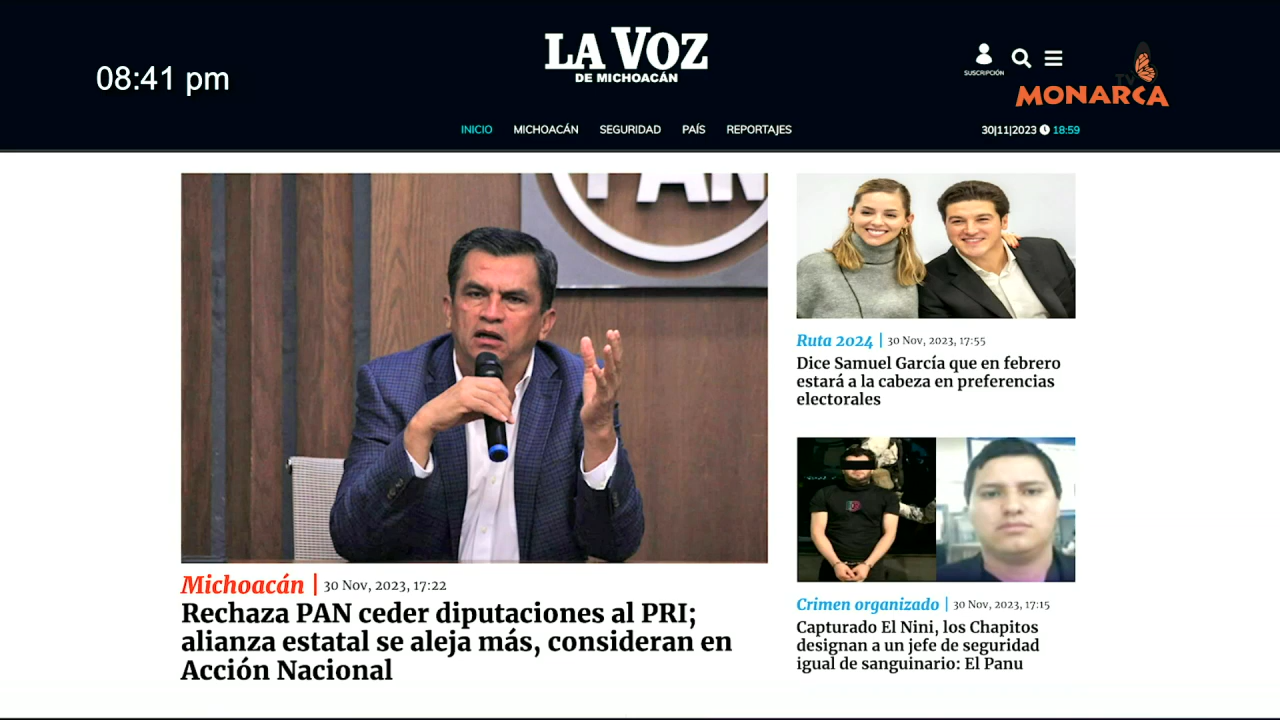 08:41 pm
LA VOZ
DE MICHOACÁN
SUSCRIPCIÓN
TV
MONARCA
INICIO MICHOACÁN SEGURIDAD PAÍS REPORTAJES
30|11|2023 18:59
PAN
Michoacán | 30 Nov, 2023, 17:22
Rechaza PAN ceder diputaciones al PRI;
alianza estatal se aleja más, consideran en
Acción Nacional
Ruta 2024 | 30 Nov, 2023, 17:55
Dice Samuel García que en febrero
estará a la cabeza en preferencias
electorales
Crimen organizado | 30 Nov, 2023, 17:15
Capturado El Nini, los Chapitos
designan a un jefe de seguridad
igual de sanguinario: El Panu